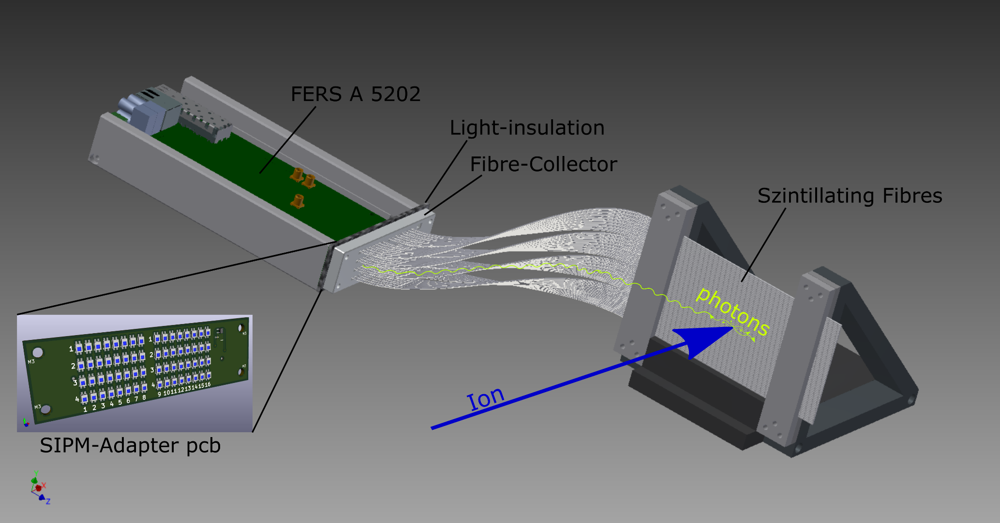 FERS A 5202
Light-insulation
Fibre-Collector
Szintillating Fibres
photons
Ion
M3
M3
M3
M3
1
2
3
4
1
2
3
4
1 2 3 4 5 6 7 8
9 10 11 12 13 14 15 16
SIPM-Adapter pcb
Y
X
Z